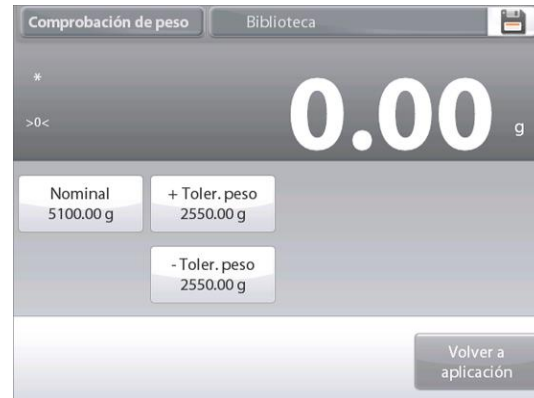 Comprobación de peso
Biblioteca
*
>0<
0.00 g
Nominal
5100.00 g
+ Toler. peso
2550.00 g
- Toler. peso
2550.00 g
Volver a
aplicación